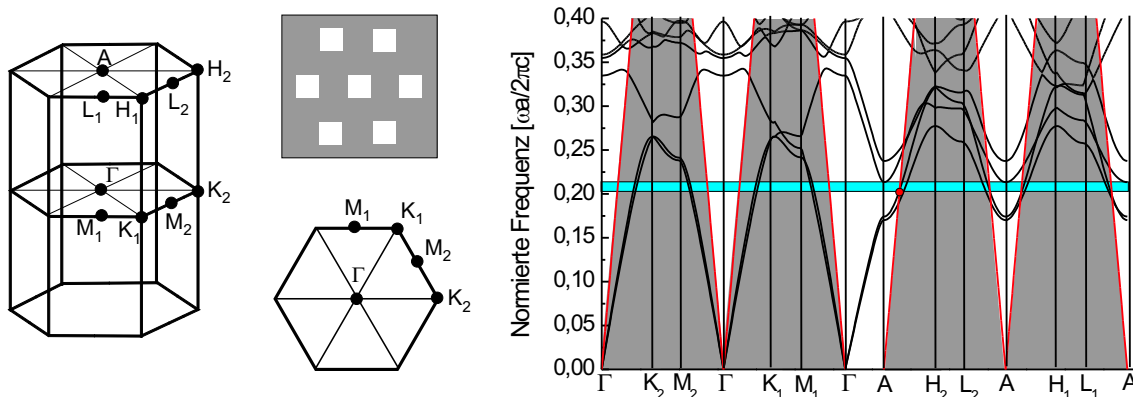 A
H₂
L₁
H₁
L₂
Γ
K₂
M₁
K₁
M₂
M₁
K₁
M₂
Γ
K₂
Normierte Frequenz [ωa/2πc]
0,40
0,35
0,30
0,25
0,20
0,15
0,10
0,05
0,00
Γ K₂ M₂ Γ K₁ M₁ Γ A H₂ L₂ A H₁ L₁ A